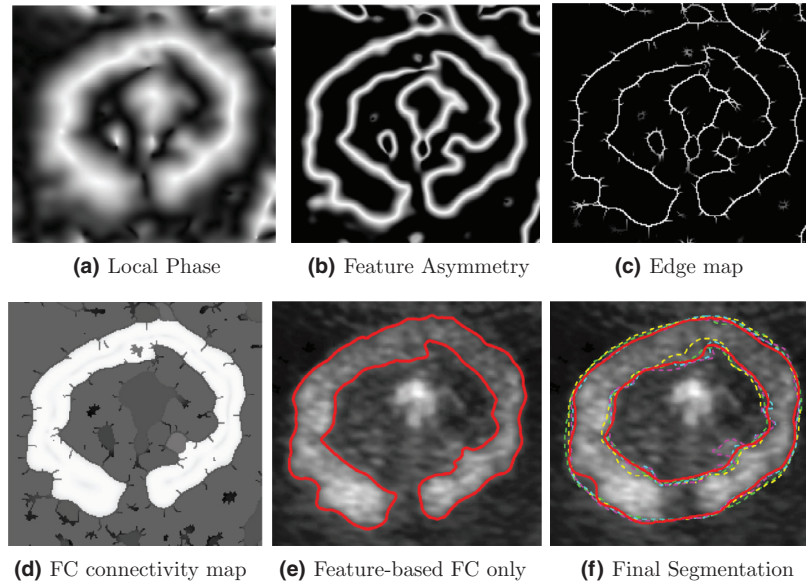 (a) Local Phase
(b) Feature Asymmetry
(c) Edge map
(d) FC connectivity map
(e) Feature-based FC only
(f) Final Segmentation